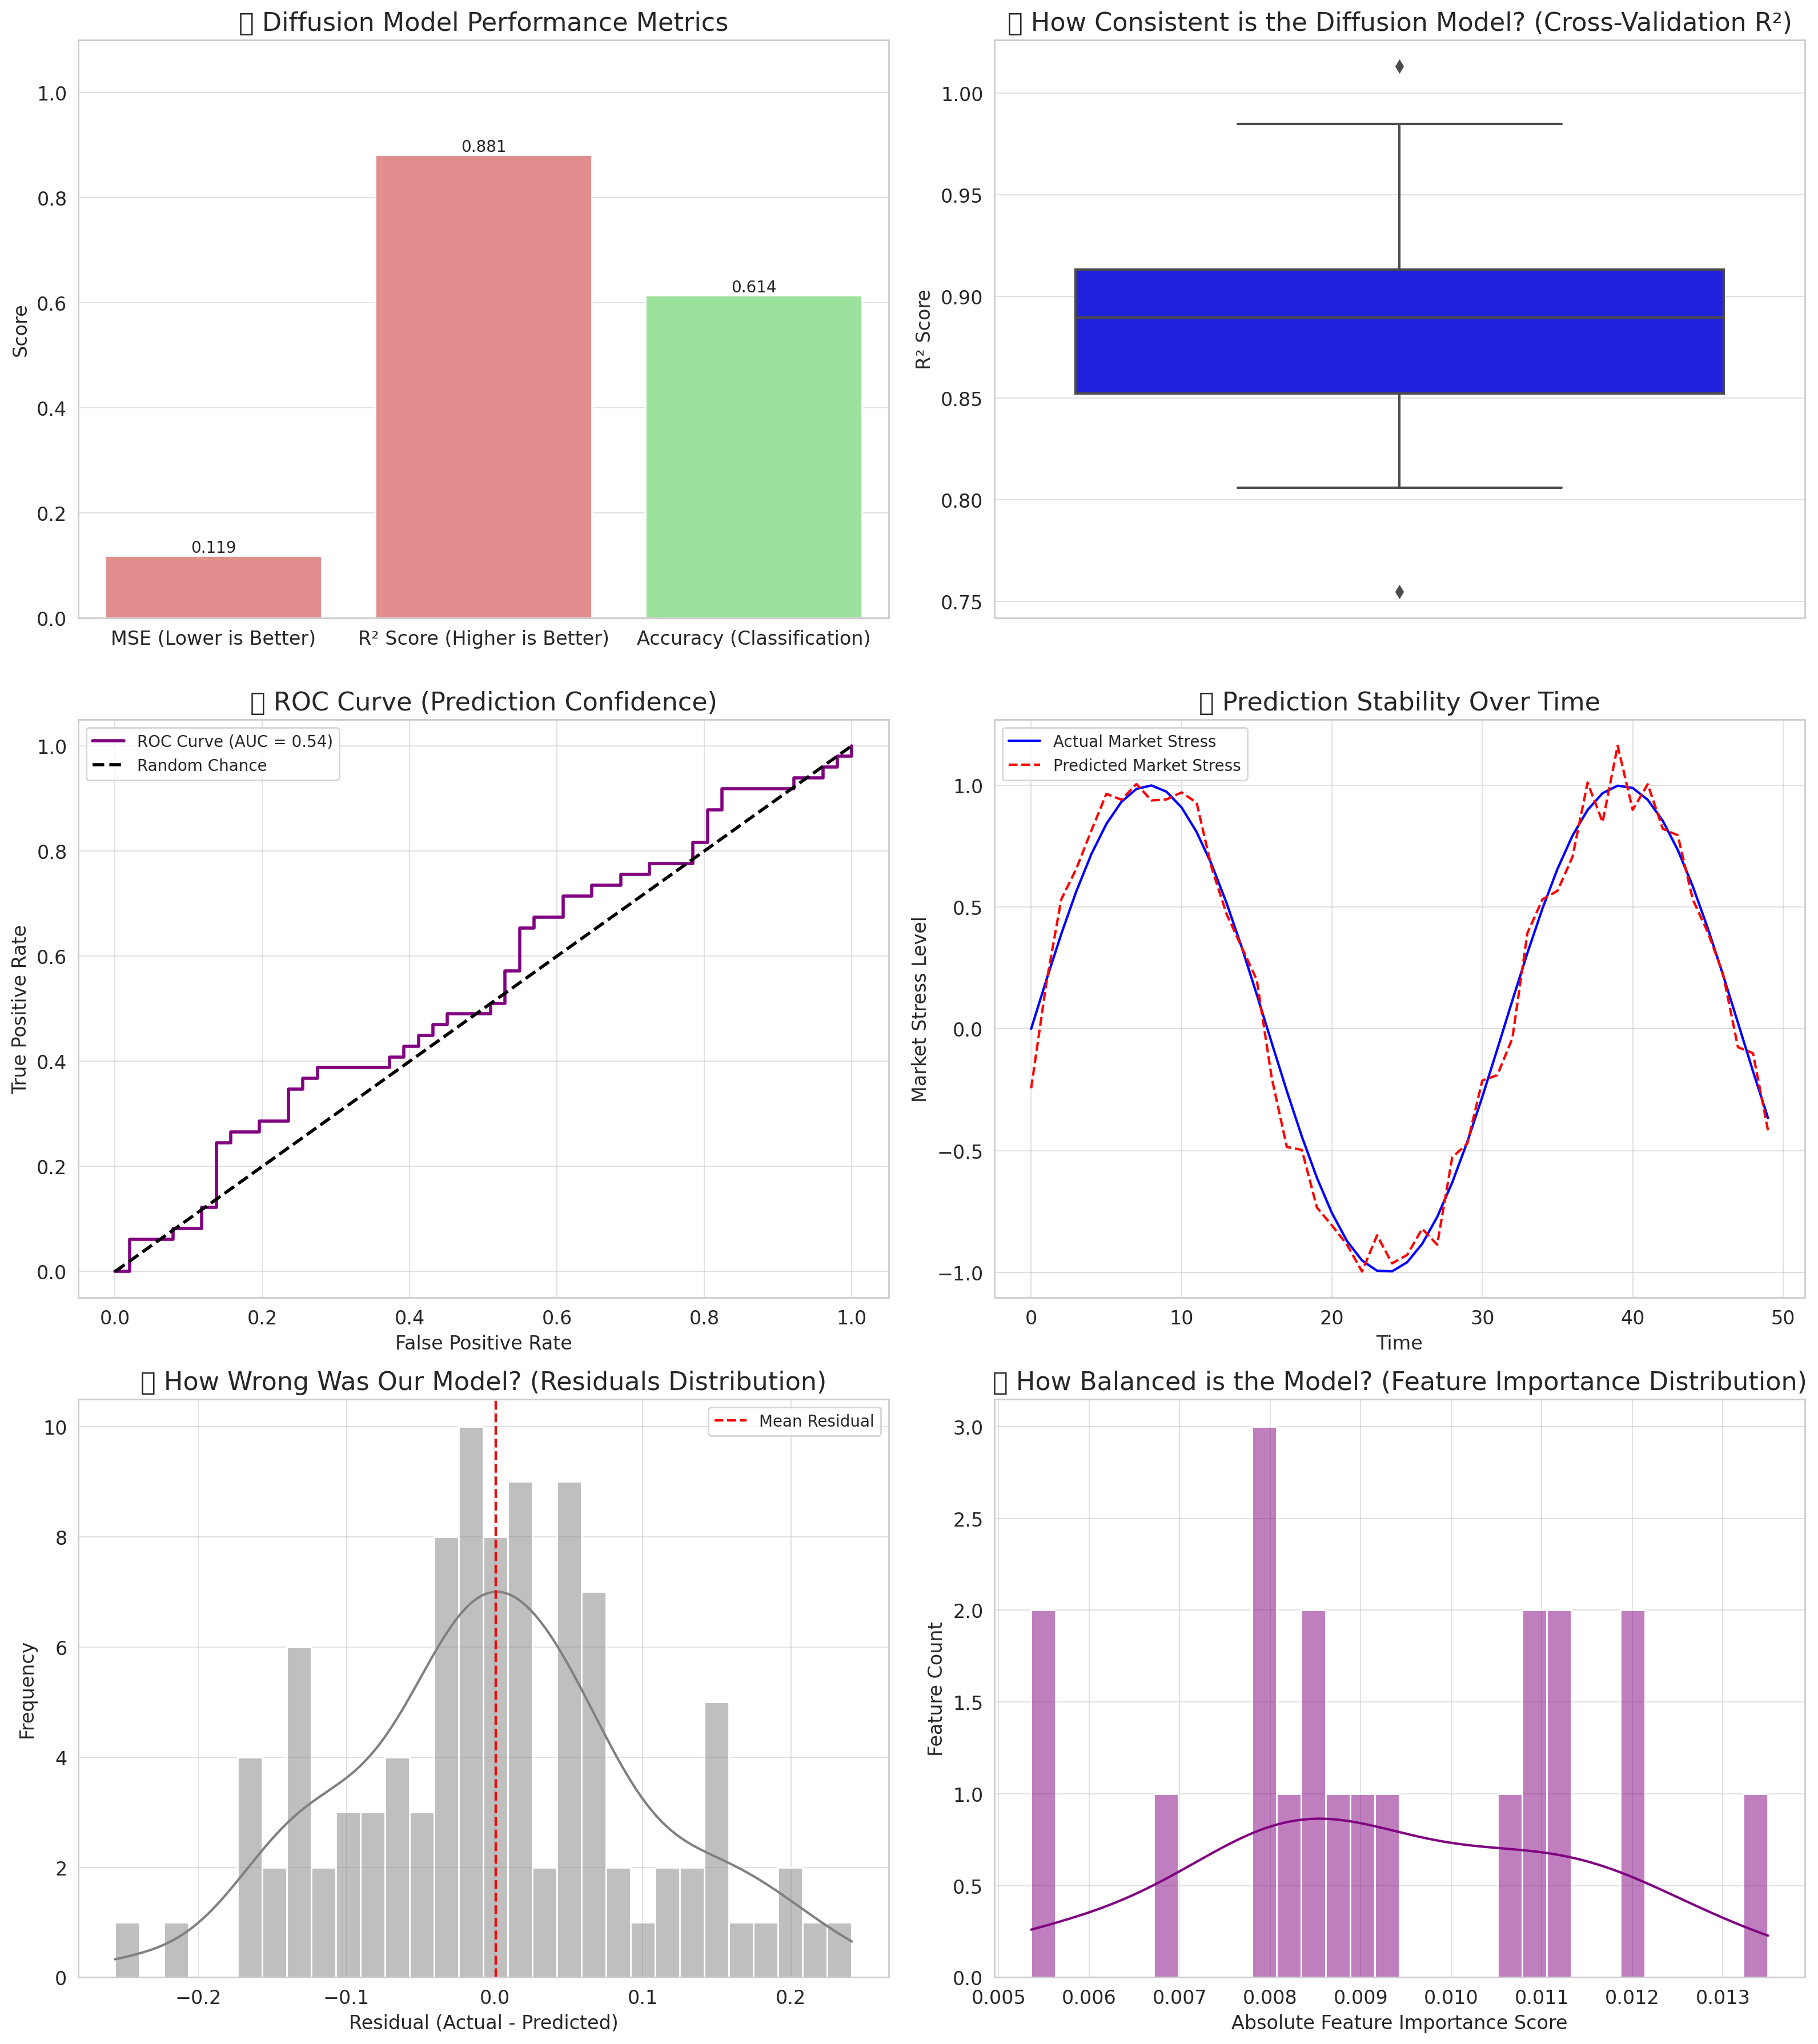 ▯ Diffusion Model Performance Metrics
Score
1.0
0.8
0.6
0.4
0.2
0.0
0.119
0.881
0.614
MSE (Lower is Better)
R² Score (Higher is Better)
Accuracy (Classification)
▯ How Consistent is the Diffusion Model? (Cross-Validation R²)
R² Score
1.00
0.95
0.90
0.85
0.80
0.75
▯ ROC Curve (Prediction Confidence)
ROC Curve (AUC = 0.54)
Random Chance
True Positive Rate
1.0
0.8
0.6
0.4
0.2
0.0
0.0 0.2 0.4 0.6 0.8 1.0
False Positive Rate
▯ Prediction Stability Over Time
Actual Market Stress
Predicted Market Stress
Market Stress Level
1.0
0.5
0.0
−0.5
−1.0
0 10 20 30 40 50
Time
▯ How Wrong Was Our Model? (Residuals Distribution)
Mean Residual
Frequency
10
8
6
4
2
0
−0.2 −0.1 0.0 0.1 0.2
Residual (Actual - Predicted)
▯ How Balanced is the Model? (Feature Importance Distribution)
Feature Count
3.0
2.5
2.0
1.5
1.0
0.5
0.0
0.005 0.006 0.007 0.008 0.009 0.010 0.011 0.012 0.013
Absolute Feature Importance Score